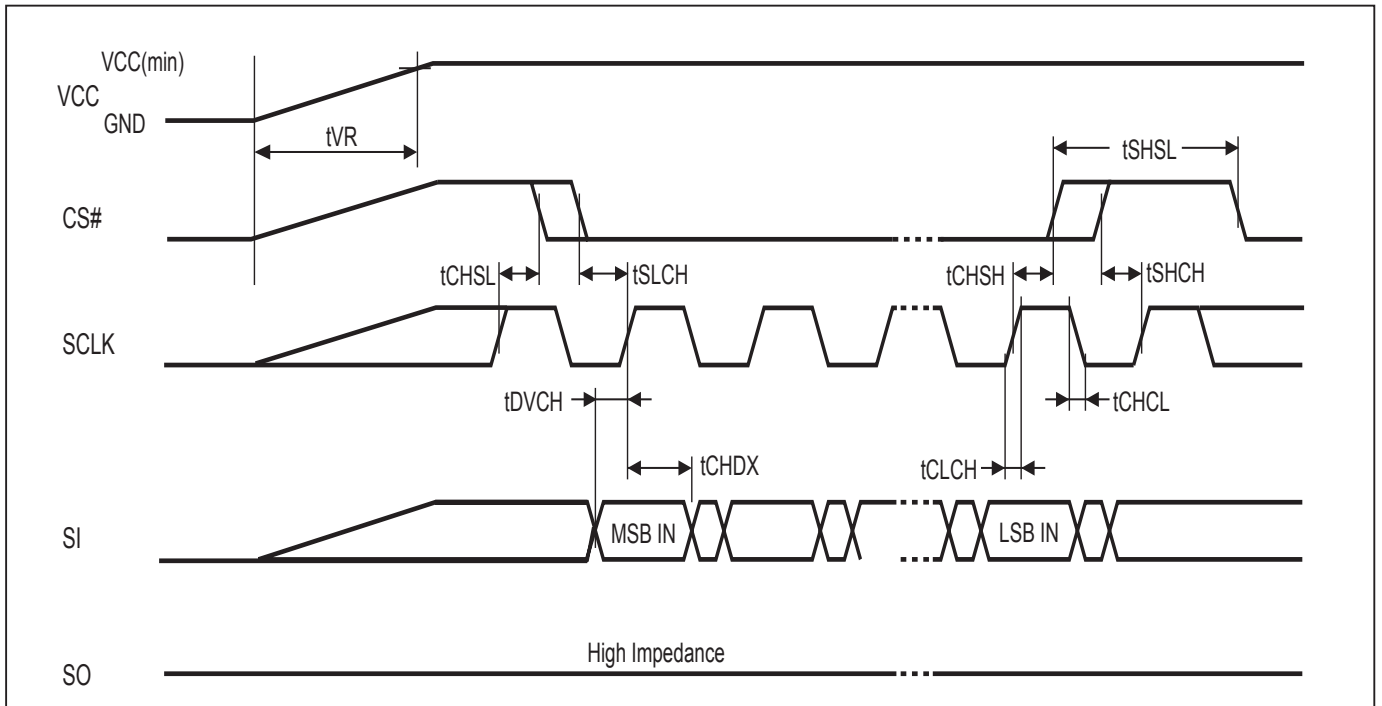 VCC(min)
VCC
GND
tVR
tSHSL
CS#
tCHSL
tSLCH
tCHSH
tSHCH
SCLK
tDVCH
tCHCL
tCHDX
tCLCH
SI
MSB IN
LSB IN
High Impedance
SO